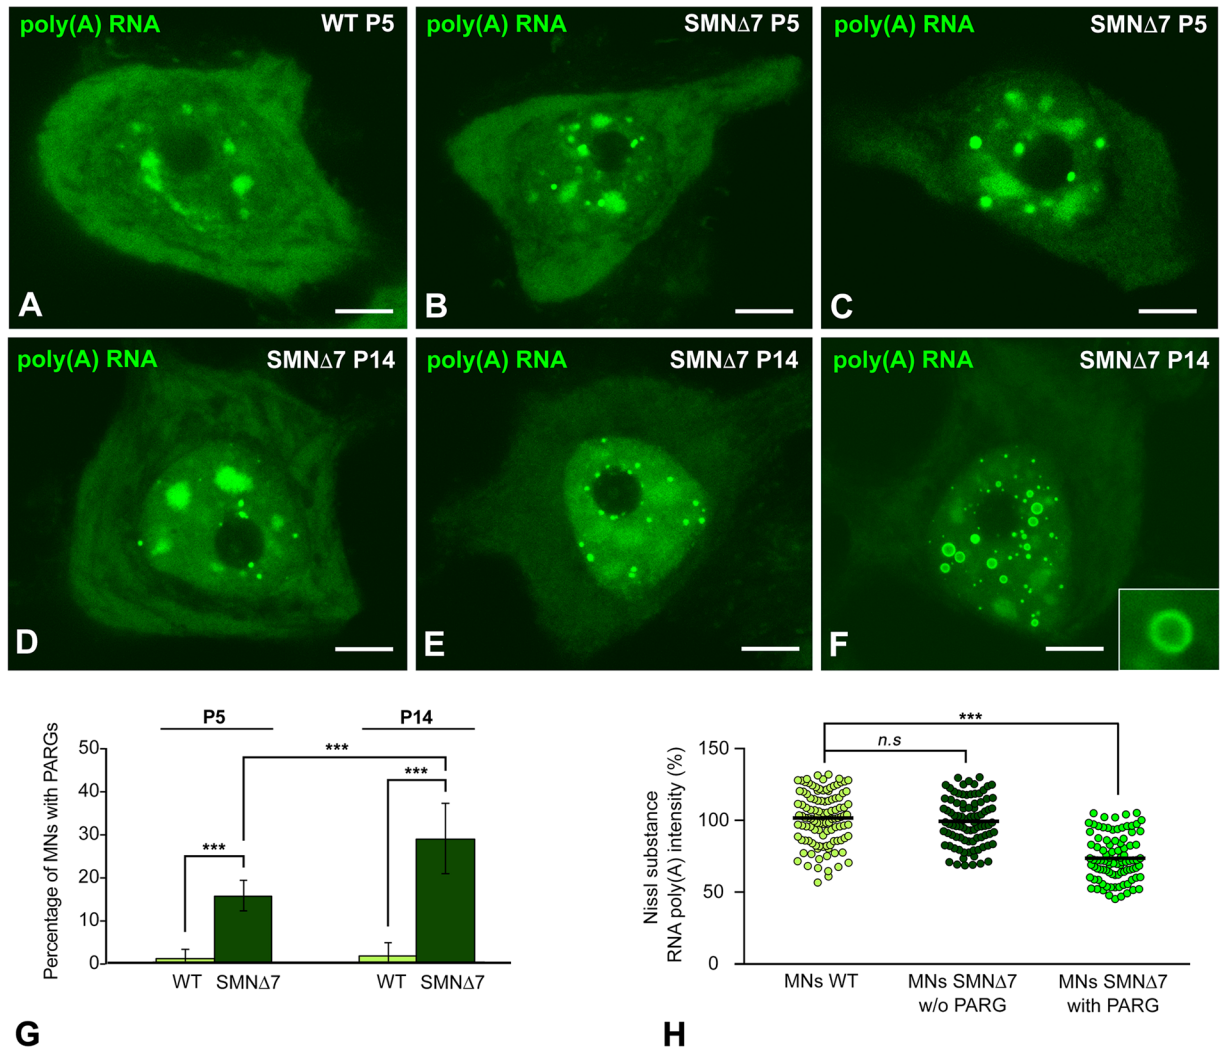 poly(A) RNA WT P5
A
poly(A) RNA SMNΔ7 P5
B
poly(A) RNA SMNΔ7 P5
C
poly(A) RNA SMNΔ7 P14
D
poly(A) RNA SMNΔ7 P14
E
poly(A) RNA SMNΔ7 P14
F
Percentage of MNs with PARGs
P5 P14
50
40
30
20
10
0
***
***
***
WT SMNΔ7 WT SMNΔ7
G
Nissl substance
RNA poly(A) intensity (%)
150
100
50
0
***
n.s
MNs WT
MNs SMNΔ7
w/o PARG
MNs SMNΔ7
with PARG
H